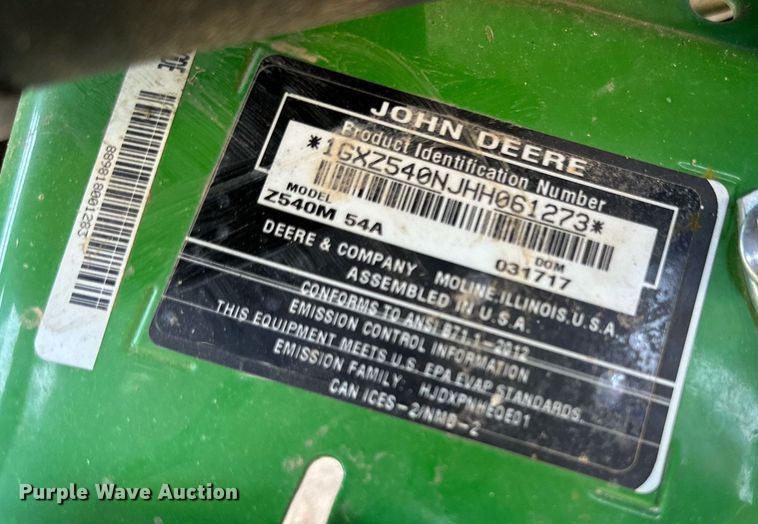 JOHN DEERE
Product Identification Number
*1GXZ540NJHH061273*
MODEL
Z540M 54A
DOM
031717
DEERE & COMPANY MOLINE, ILLINOIS, U.S.A.
ASSEMBLED IN U.S.A.
CONFORMS TO ANSI B71.1-2012
EMISSION CONTROL INFORMATION
THIS EQUIPMENT MEETS U.S. EPA EVAP STANDARDS.
EMISSION FAMILY:
CAN ICES-2/NMB-2
Purple Wave Auction